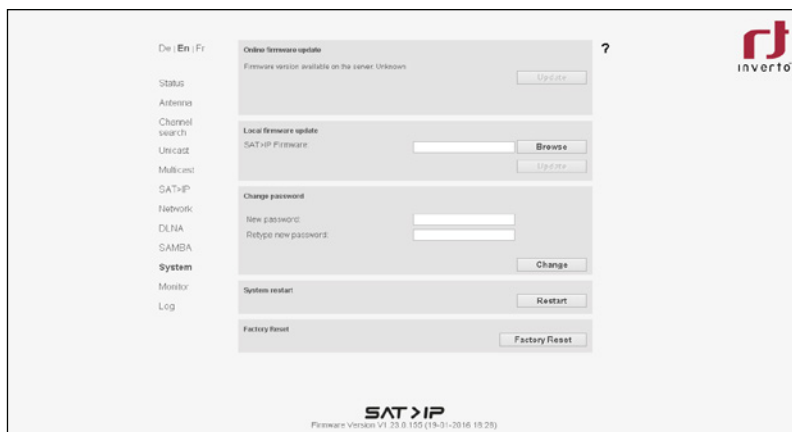 De | En | Fr
Status
Antenna
Channel
search
Unicast
Multicast
SAT>IP
Network
DLNA
SAMBA
System
Monitor
Log
Online firmware update
Firmware version available on the server: Unknown
Update
Local firmware update
SAT>IP Firmware:
Browse
Update
Change password
New password:
Retype new password:
Change
System restart
Restart
Factory Reset
Factory Reset
?
inverto
SAT>IP
Firmware Version V1.23.0.155 (19-01-2016 18:28)